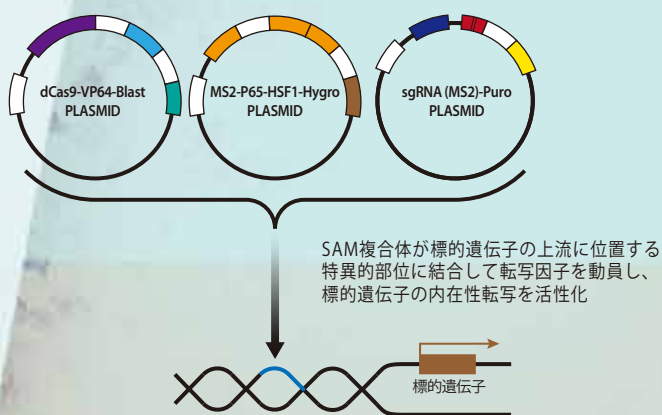 dCas9-VP64-Blast
PLASMID
MS2-P65-HSF1-Hygro
PLASMID
sgRNA (MS2)-Puro
PLASMID
SAM複合体が標的遺伝子の上流に位置する
特異的部位に結合して転写因子を動員し、
標的遺伝子の内在性転写を活性化
標的遺伝子